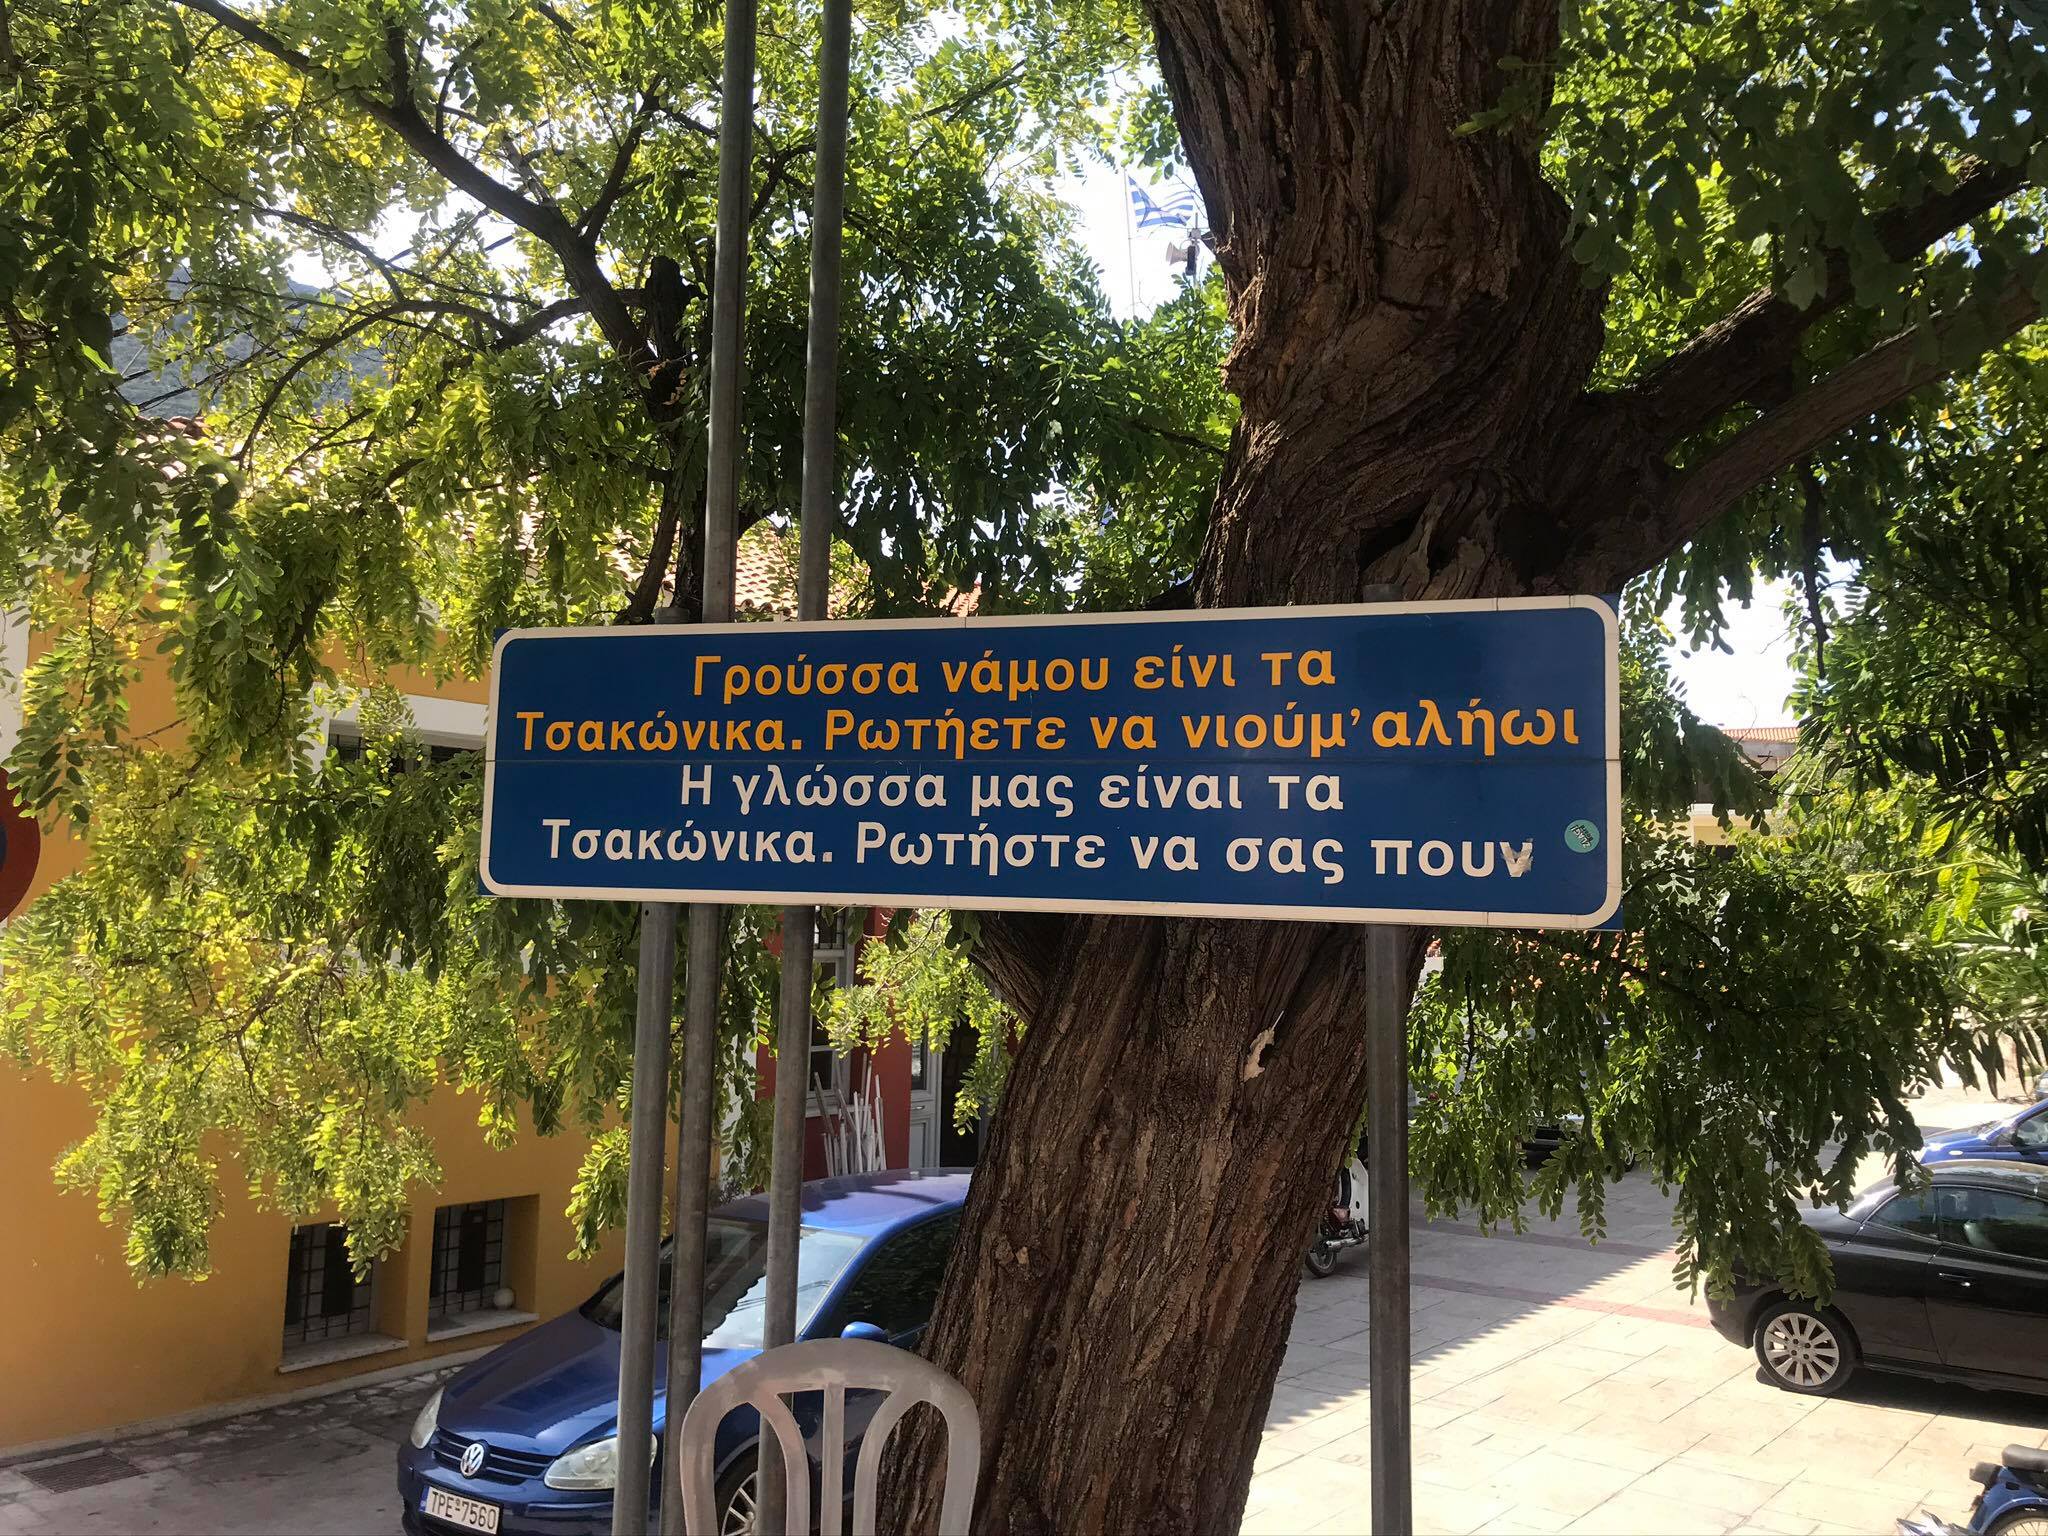 Γρούσσα νάμου είνι τα
Τσακώνικα. Ρωτήετε να νιούμ'αλήωι
Η γλώσσα μας είναι τα
Τσακώνικα. Ρωτήστε να σας πουν
ΤΡΕ-7560